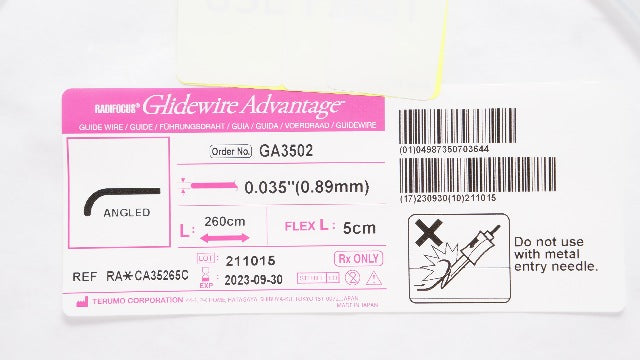 RADIFOCUS® Glidewire Advantage™
GUIDE WIRE / GUIDE / FÜHRUNGSDRAHT / GUIA / GUIDA / VOERDRAAD / GUIDEWIRE
Order No. GA3502
0.035"(0.89mm)
ANGLED
L: 260cm
FLEX L: 5cm
LOT : 211015
Rx ONLY
EXP : 2023-09-30
REF RA*CA35265C
TERUMO CORPORATION
MADE IN JAPAN
(01)04987350703644
(17)230930(10)211015
Do not use
with metal
entry needle.